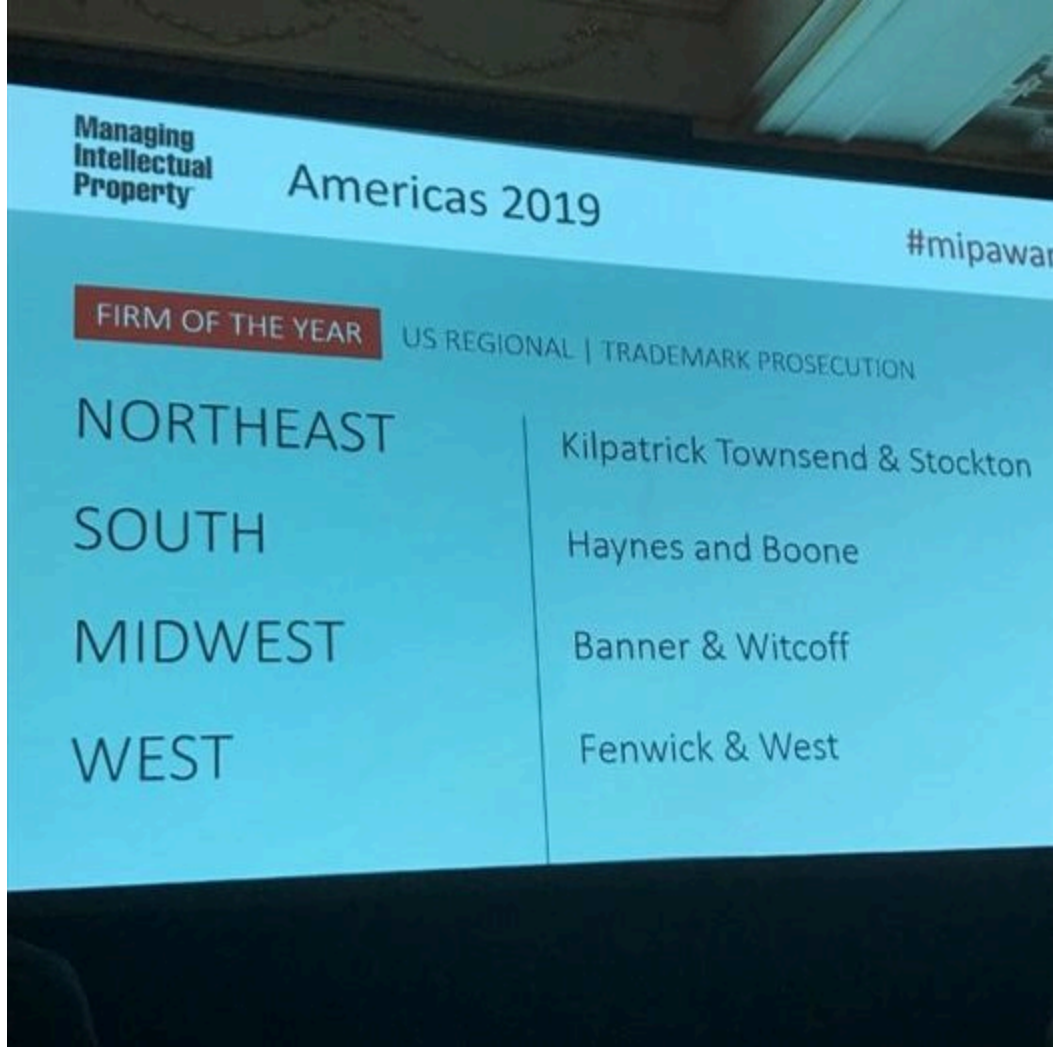 Managing
Intellectual
Property
Americas 2019
#mipawar
FIRM OF THE YEAR
US REGIONAL | TRADEMARK PROSECUTION
NORTHEAST
Kilpatrick Townsend & Stockton
SOUTH
Haynes and Boone
MIDWEST
Banner & Witcoff
WEST
Fenwick & West